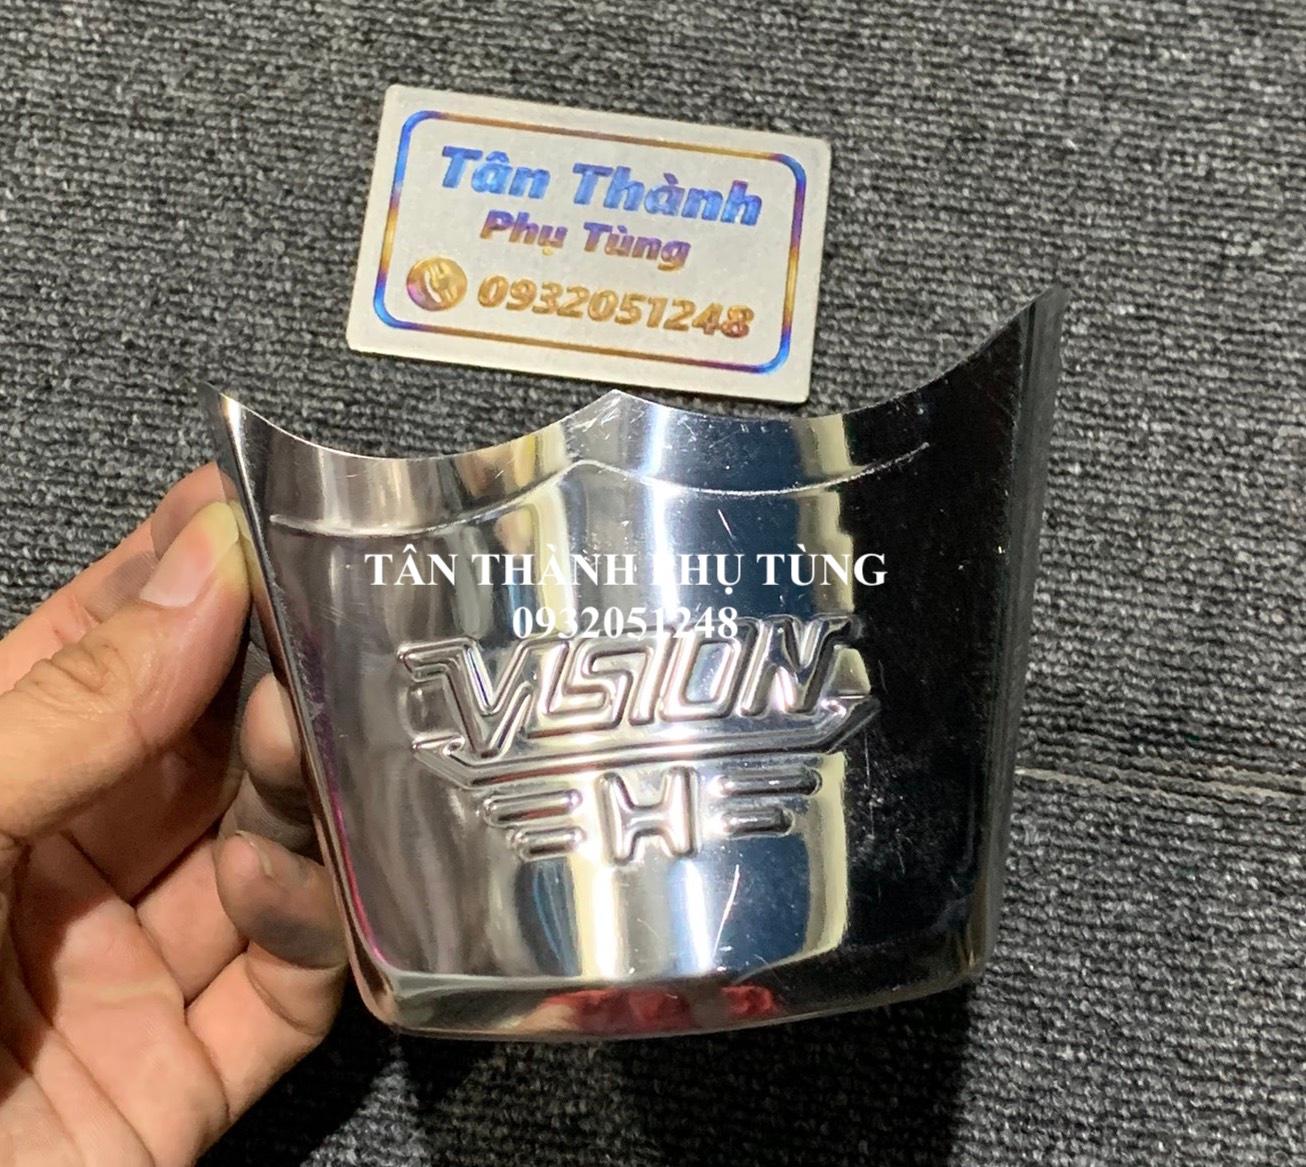 Tân Thành
Phụ Tùng
0932051248
TÂN THÀNH PHỤ TÙNG
0932051248
VISION
H